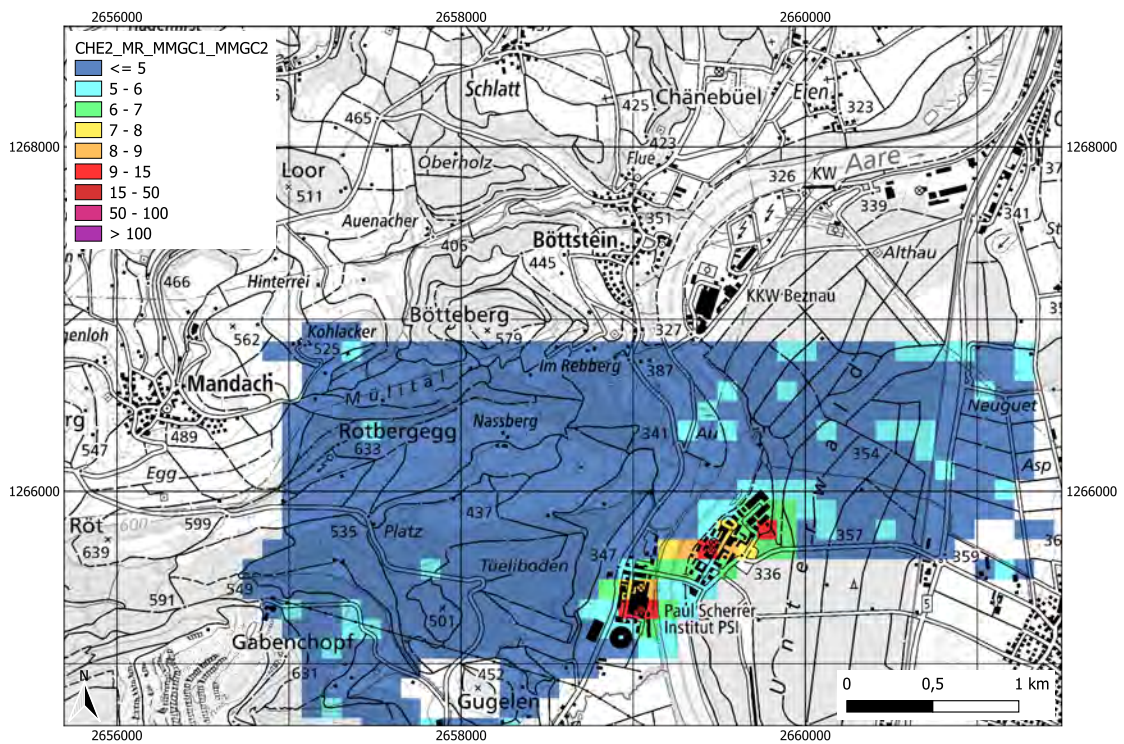 2656000 2658000 2660000
CHE2_MR_MMGC1_MMGC2
<= 5
5 - 6
6 - 7
7 - 8
8 - 9
9 - 15
15 - 50
50 - 100
> 100
Schlatt
Chänebüel
Eien
425
323
465
423
1268000
1268000
Oberholz
Flue
Aare
KW
326
Loor
511
339
351
341
Auenacher
406
Böttstein
445
Althau
466
Hinterrei
KKW Beznau
Bötteberg
327
562
Kohlacker
525
579
Im Rebberg
387
Mandach
Mülital
Nassberg
Neuguet
489
Rotbergegg
633
341
Au
547
354
Asp
Egg
1266000
1266000
437
Röt
600
599
535
Platz
357
639
347
359
Tüeliboden
336
549
591
501
Paul Scherrer
Institut PSI
5
Gabenchopf
Unterwald
631
452
Gugelen
N
0 0,5 1 km
2656000 2658000 2660000